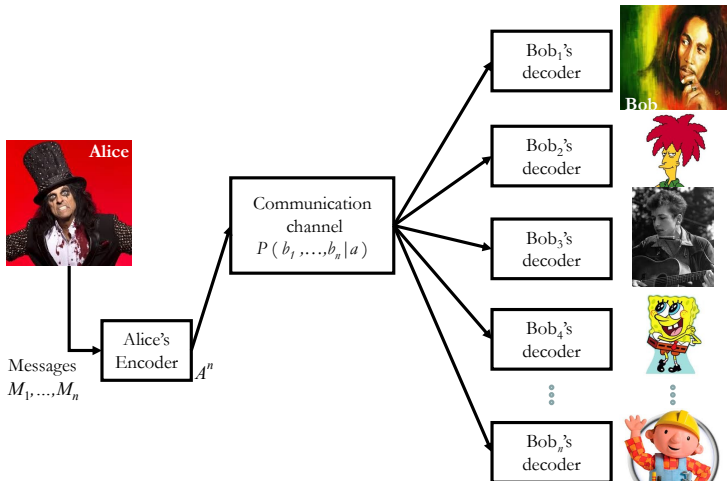 Alice
Messages
M₁,...,Mₙ
Alice's
Encoder
Aⁿ
Communication
channel
P ( b₁ ,...,bₙ | a )
Bob₁'s
decoder
Bob
Bob₂'s
decoder
Bob₃'s
decoder
Bob₄'s
decoder
Bobₙ's
decoder